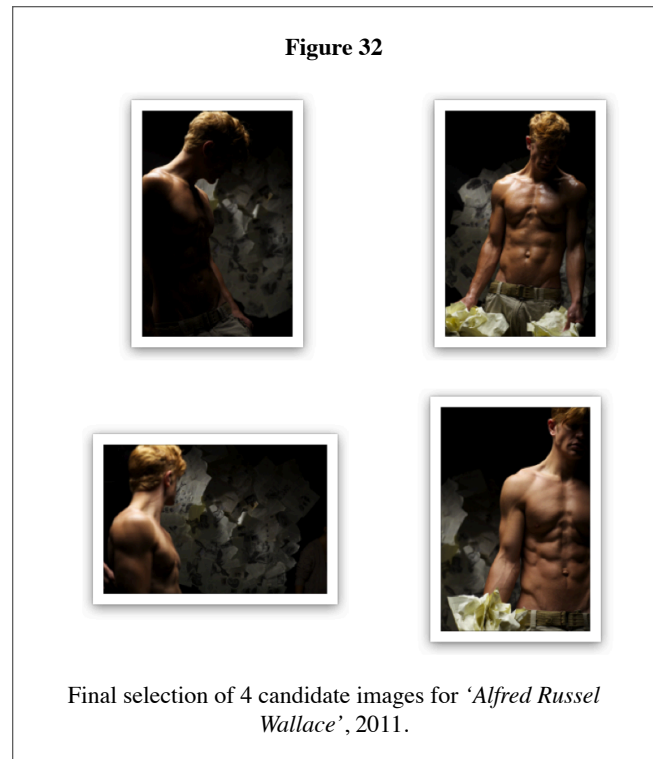 Figure 32
Final selection of 4 candidate images for ‘Alfred Russel
Wallace’, 2011.